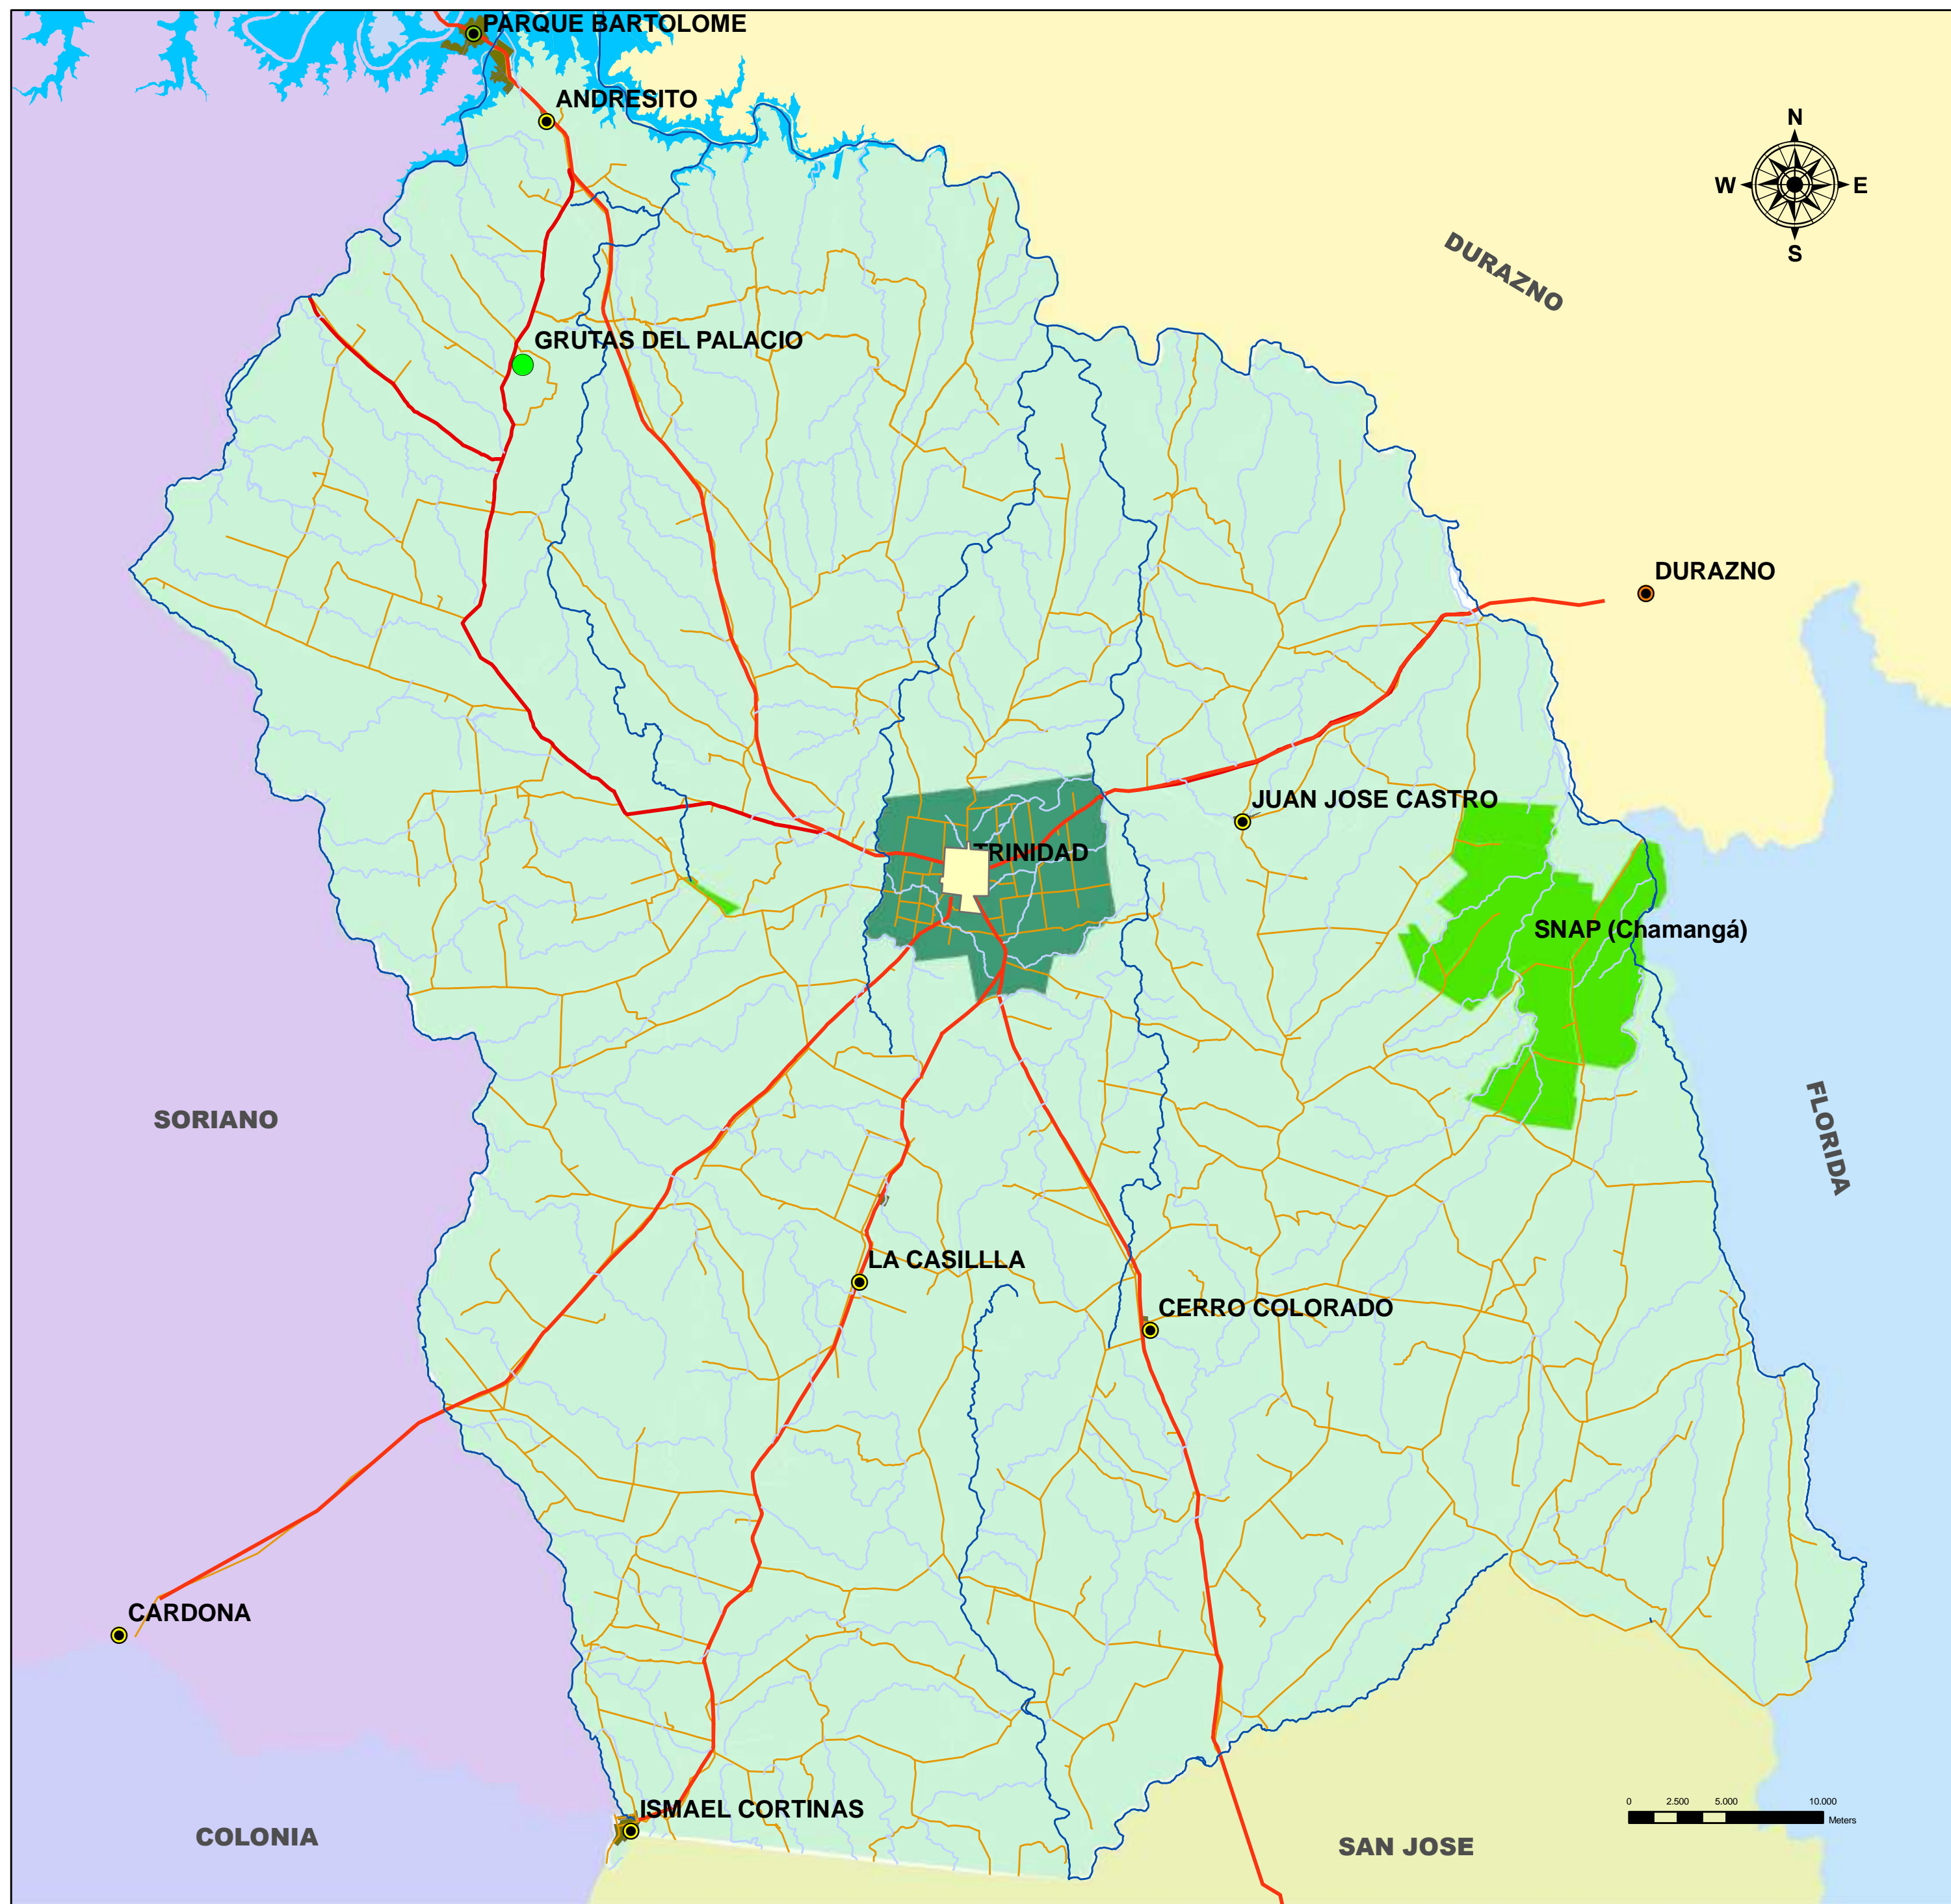 PARQUE BARTOLOME
ANDRESITO
N
W
E
S
DURAZNO
GRUTAS DEL PALACIO
DURAZNO
JUAN JOSE CASTRO
TRINIDAD
SNAP (Chamangá)
SORIANO
FLORIDA
LA CASILLLA
CERRO COLORADO
CARDONA
ISMAEL CORTINAS
COLONIA
SAN JOSE
0 2.500 5.000 10.000
Meters